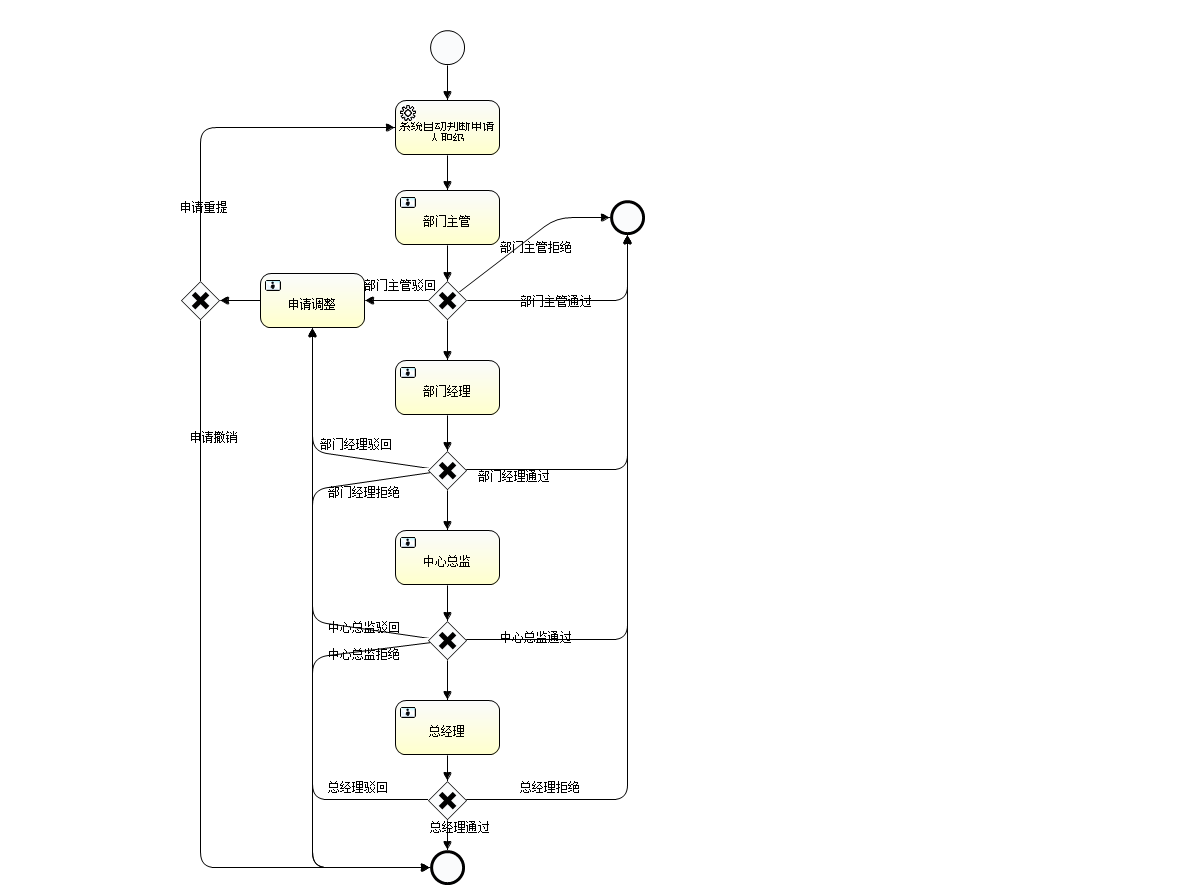 系统自动判断申请
人职级
申请重提
部门主管
部门主管拒绝
部门主管驳回
申请调整
部门主管通过
部门经理
申请撤销
部门经理驳回
部门经理通过
部门经理拒绝
中心总监
中心总监驳回
中心总监通过
中心总监拒绝
总经理
总经理驳回
总经理拒绝
总经理通过